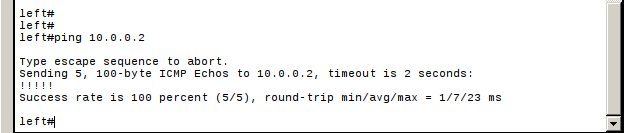 left#
left#
left#ping 10.0.0.2
Type escape sequence to abort.
Sending 5, 100-byte ICMP Echos to 10.0.0.2, timeout is 2 seconds:
!!!!!
Success rate is 100 percent (5/5), round-trip min/avg/max = 1/7/23 ms
left#